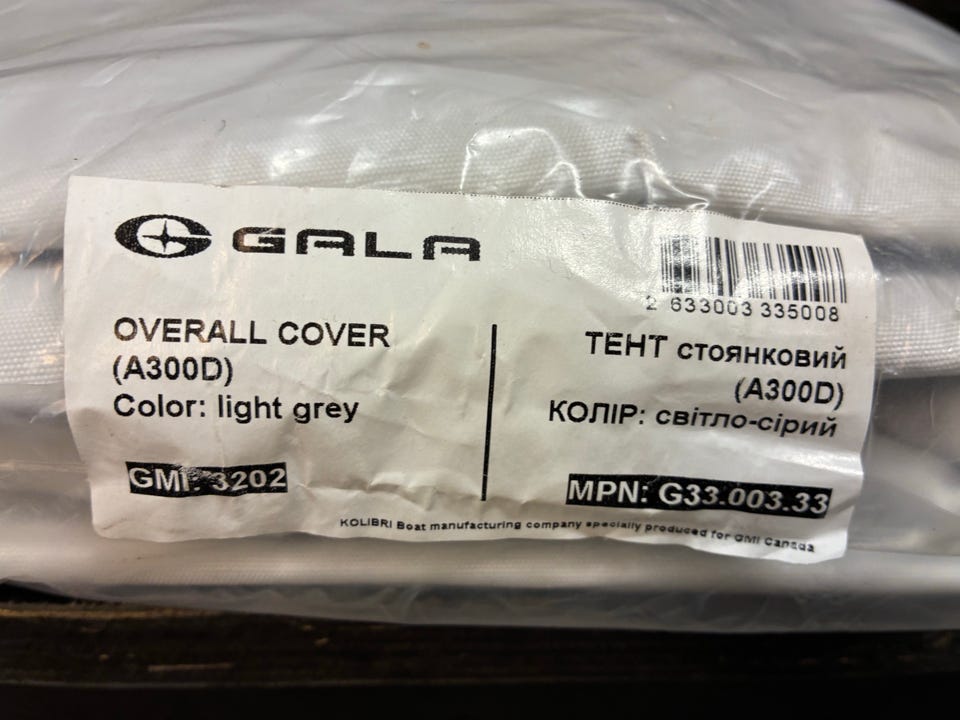 GALA
2 633003 335008
OVERALL COVER
(A300D)
Color: light grey
GMI: 3202
ТЕНТ стоянковий
(A300D)
КОЛІР: світло-сірий
MPN: G33.003.33
KOLIBRI Boat manufacturing company specially produced for GMI Canada